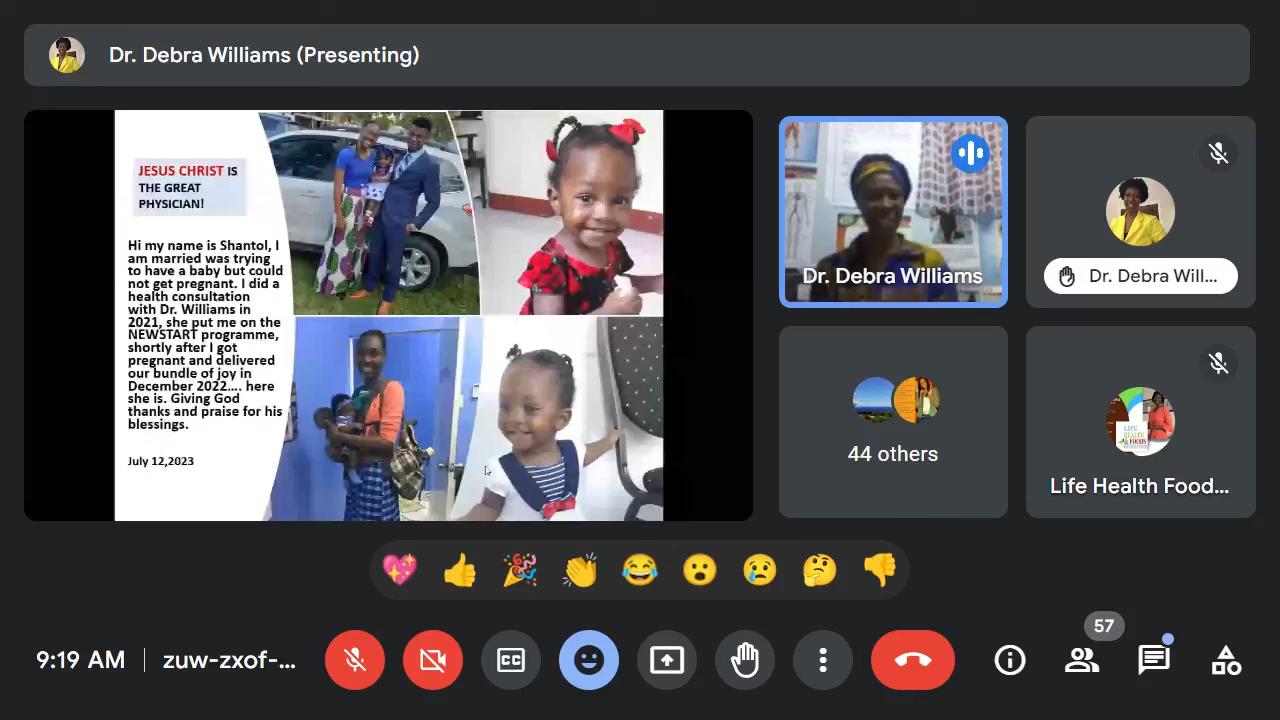 Dr. Debra Williams (Presenting)
JESUS CHRIST IS
THE GREAT
PHYSICIAN!
Hi my name is Shantol, I
am married was trying
to have a baby but could
not get pregnant. I did a
health consultation
with Dr. Williams in
2021, she put me on the
NEWSTART programme,
shortly after I got
pregnant and delivered
our bundle of joy in
December 2022.... here
she is. Giving God
thanks and praise for his
blessings.
July 12,2023
Dr. Debra Williams
Dr. Debra Will...
44 others
LIFE
HEALTH
& FOODS
Life Health Food...
9:19 AM
zuw-zxof-...
CC
57